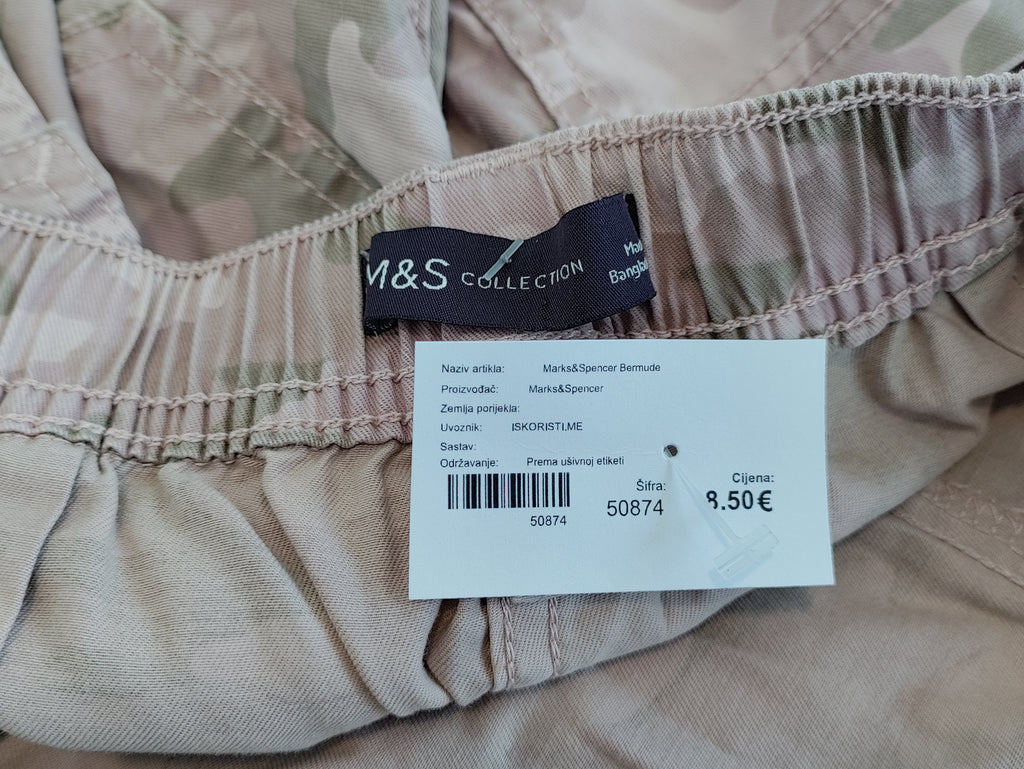 M&S COLLECTION
Naziv artikla: Marks&Spencer Bermude
Proizvođač: Marks&Spencer
Zemlja porijekla:
Uvoznik: ISKORISTI.ME
Sastav:
Održavanje: Prema ušivnoj etiketi
50874
Šifra:
50874
Cijena:
8.50€